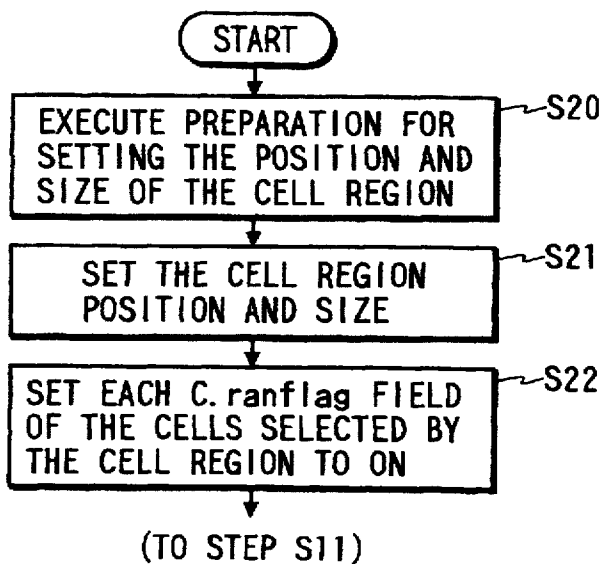 START
EXECUTE PREPARATION FOR
SETTING THE POSITION AND
SIZE OF THE CELL REGION
S20
SET THE CELL REGION
POSITION AND SIZE
S21
SET EACH C.ranflag FIELD
OF THE CELLS SELECTED BY
THE CELL REGION TO ON
S22
(TO STEP S11)